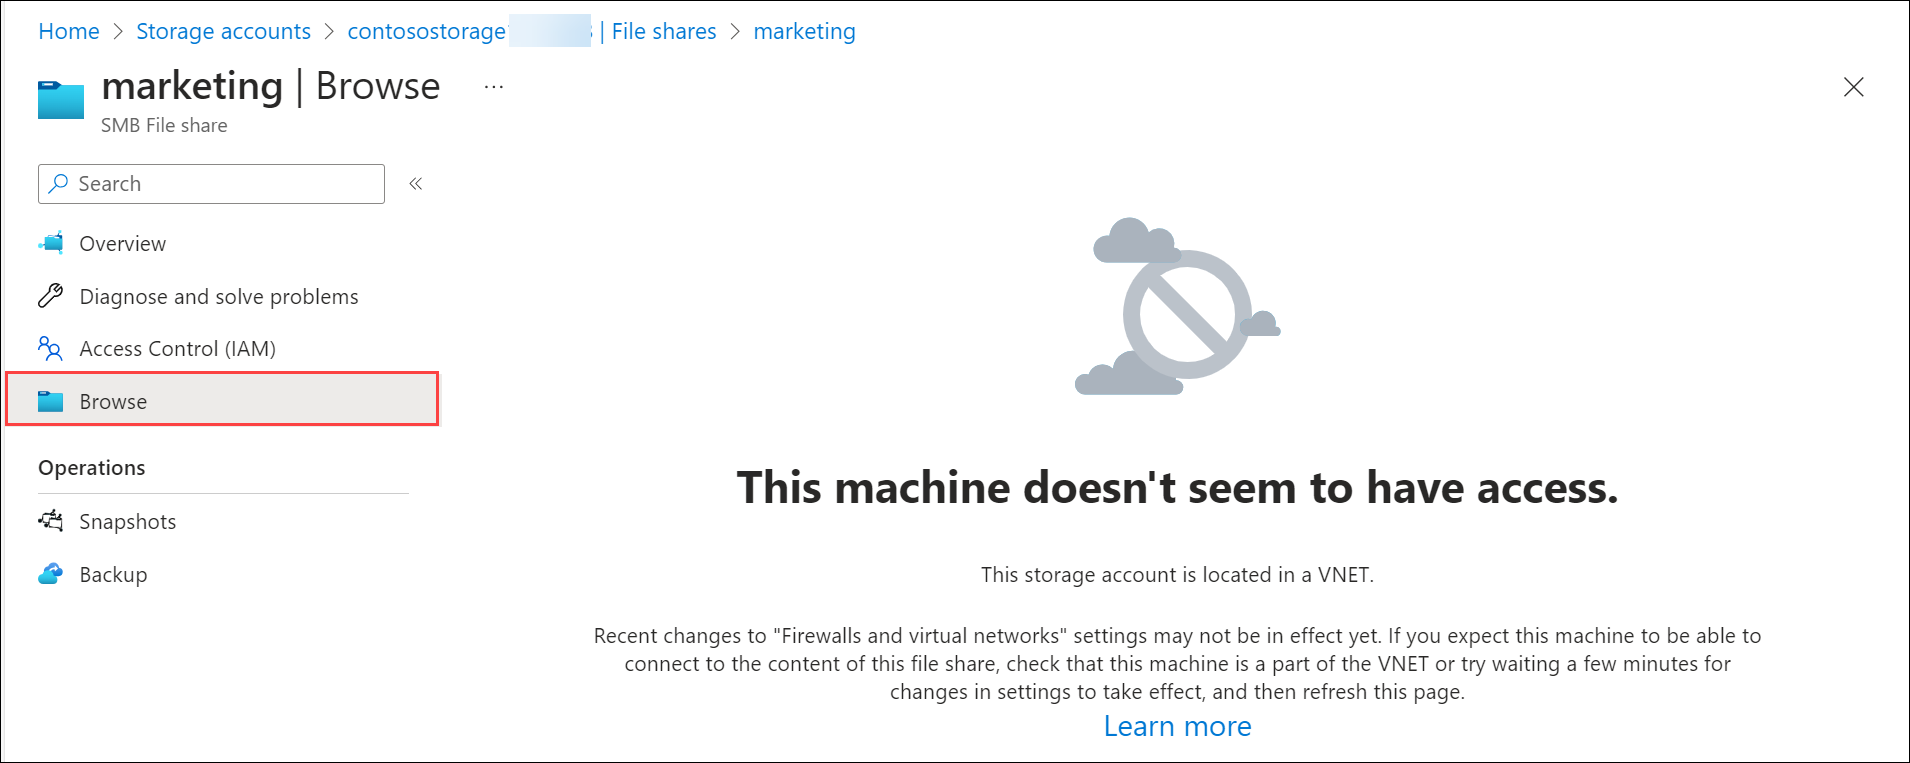 Home > Storage accounts > contosostorage | File shares > marketing
marketing | Browse ...
SMB File share
Search «
Overview
Diagnose and solve problems
Access Control (IAM)
Browse
Operations
Snapshots
Backup
This machine doesn't seem to have access.
This storage account is located in a VNET.
Recent changes to "Firewalls and virtual networks" settings may not be in effect yet. If you expect this machine to be able to
connect to the content of this file share, check that this machine is a part of the VNET or try waiting a few minutes for
changes in settings to take effect, and then refresh this page.
Learn more